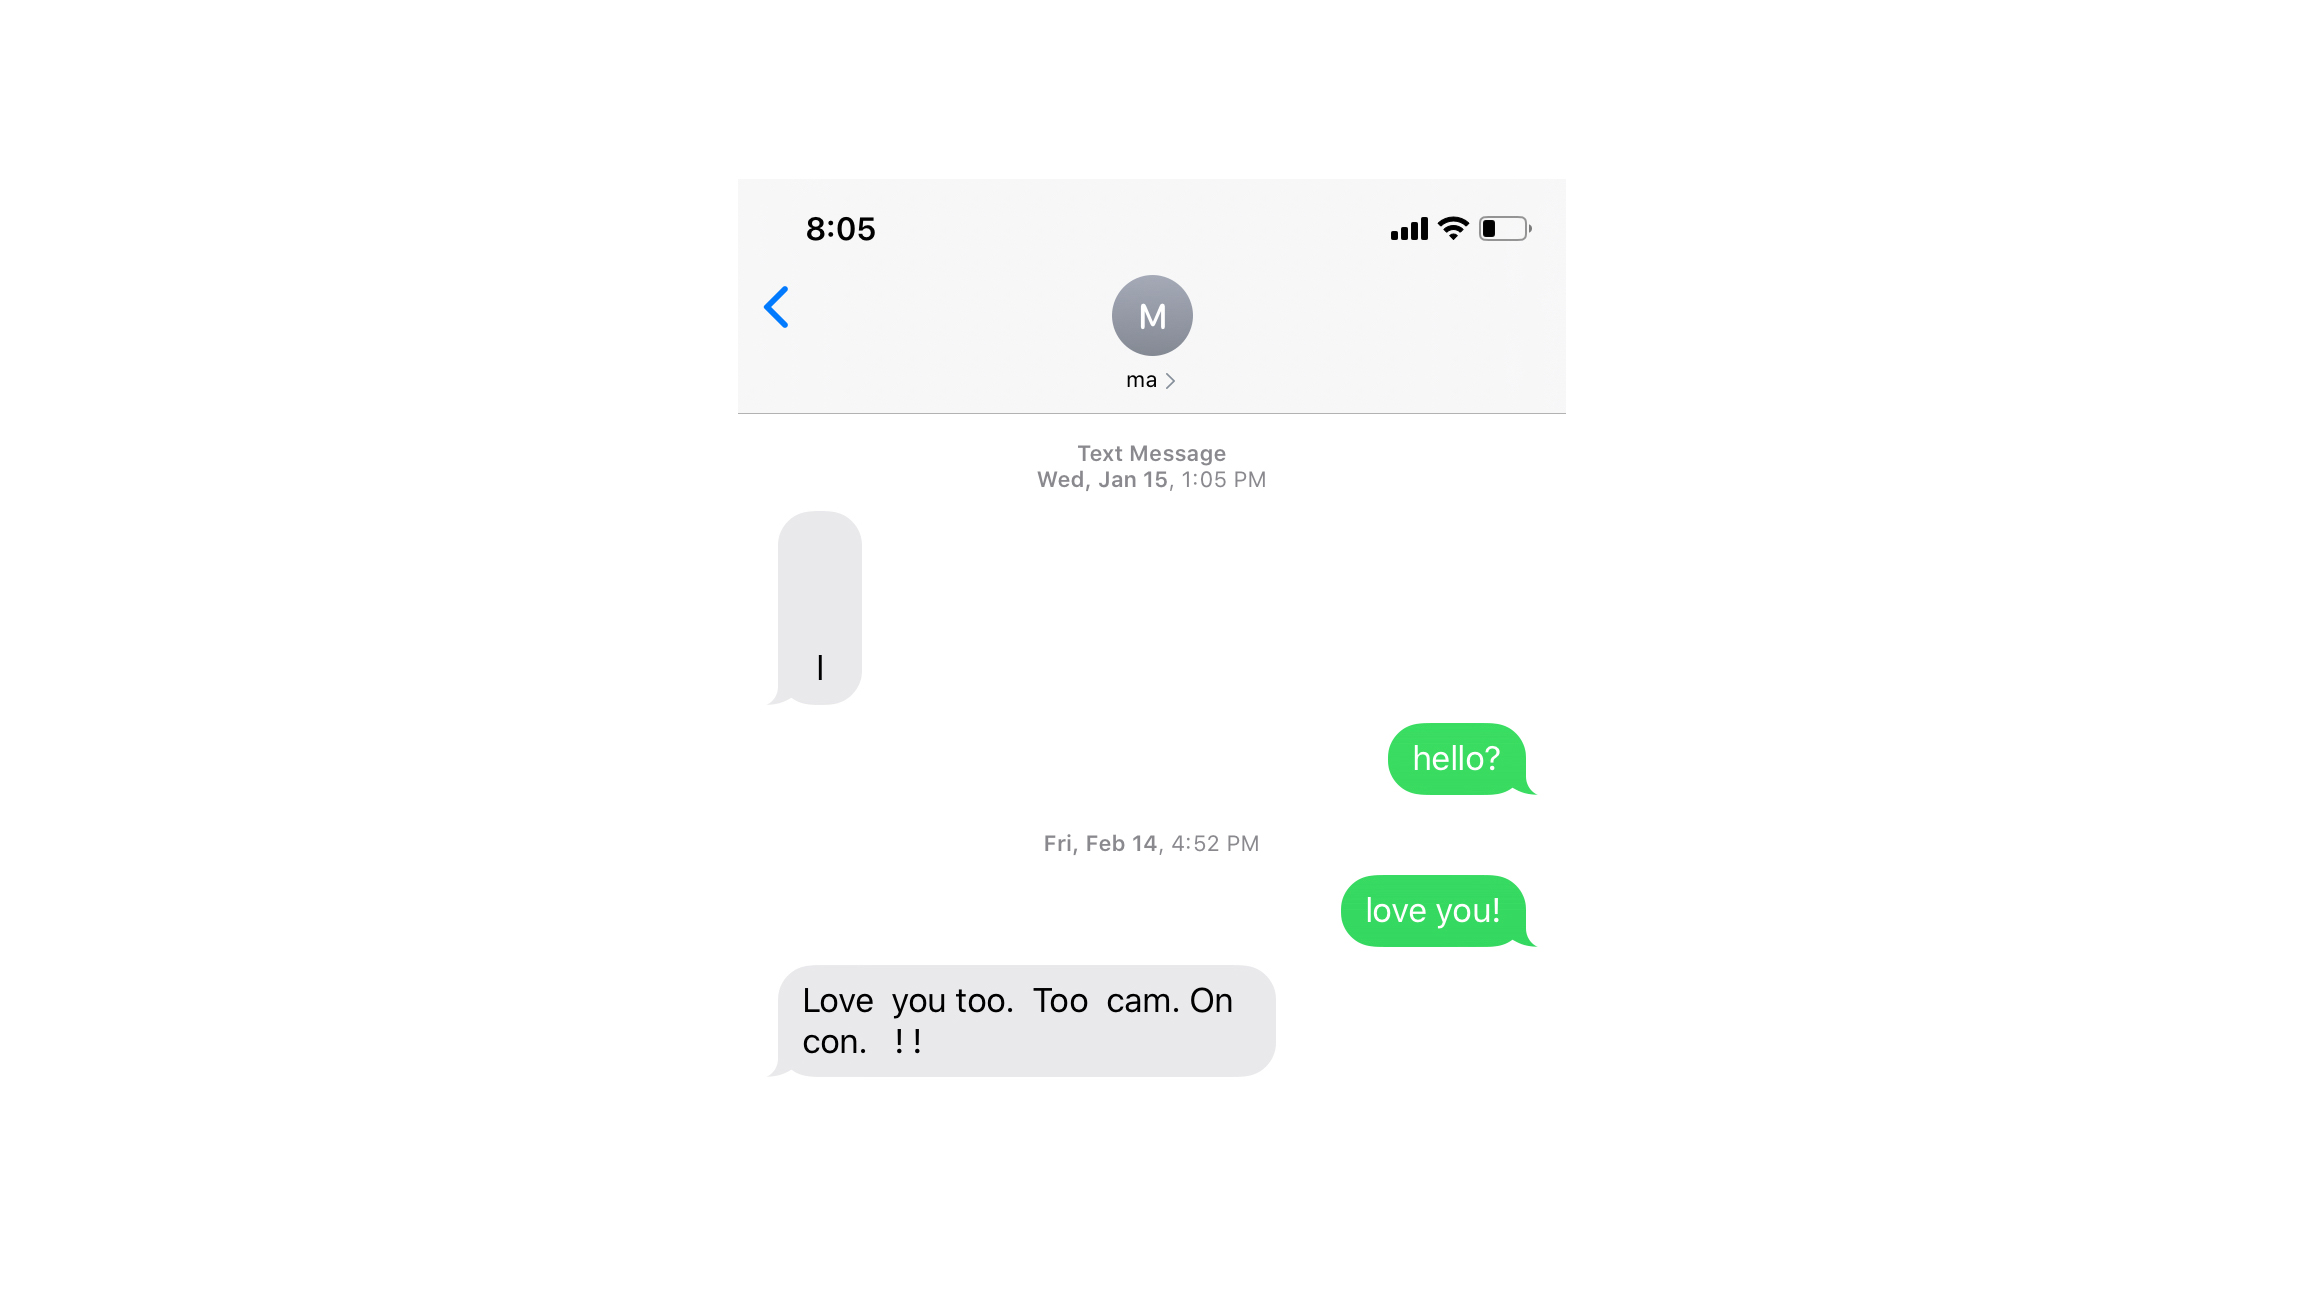 8:05
M
ma
Text Message
Wed, Jan 15, 1:05 PM
I
hello?
Fri, Feb 14, 4:52 PM
love you!
Love  you too.  Too  cam. On
con.   ! !